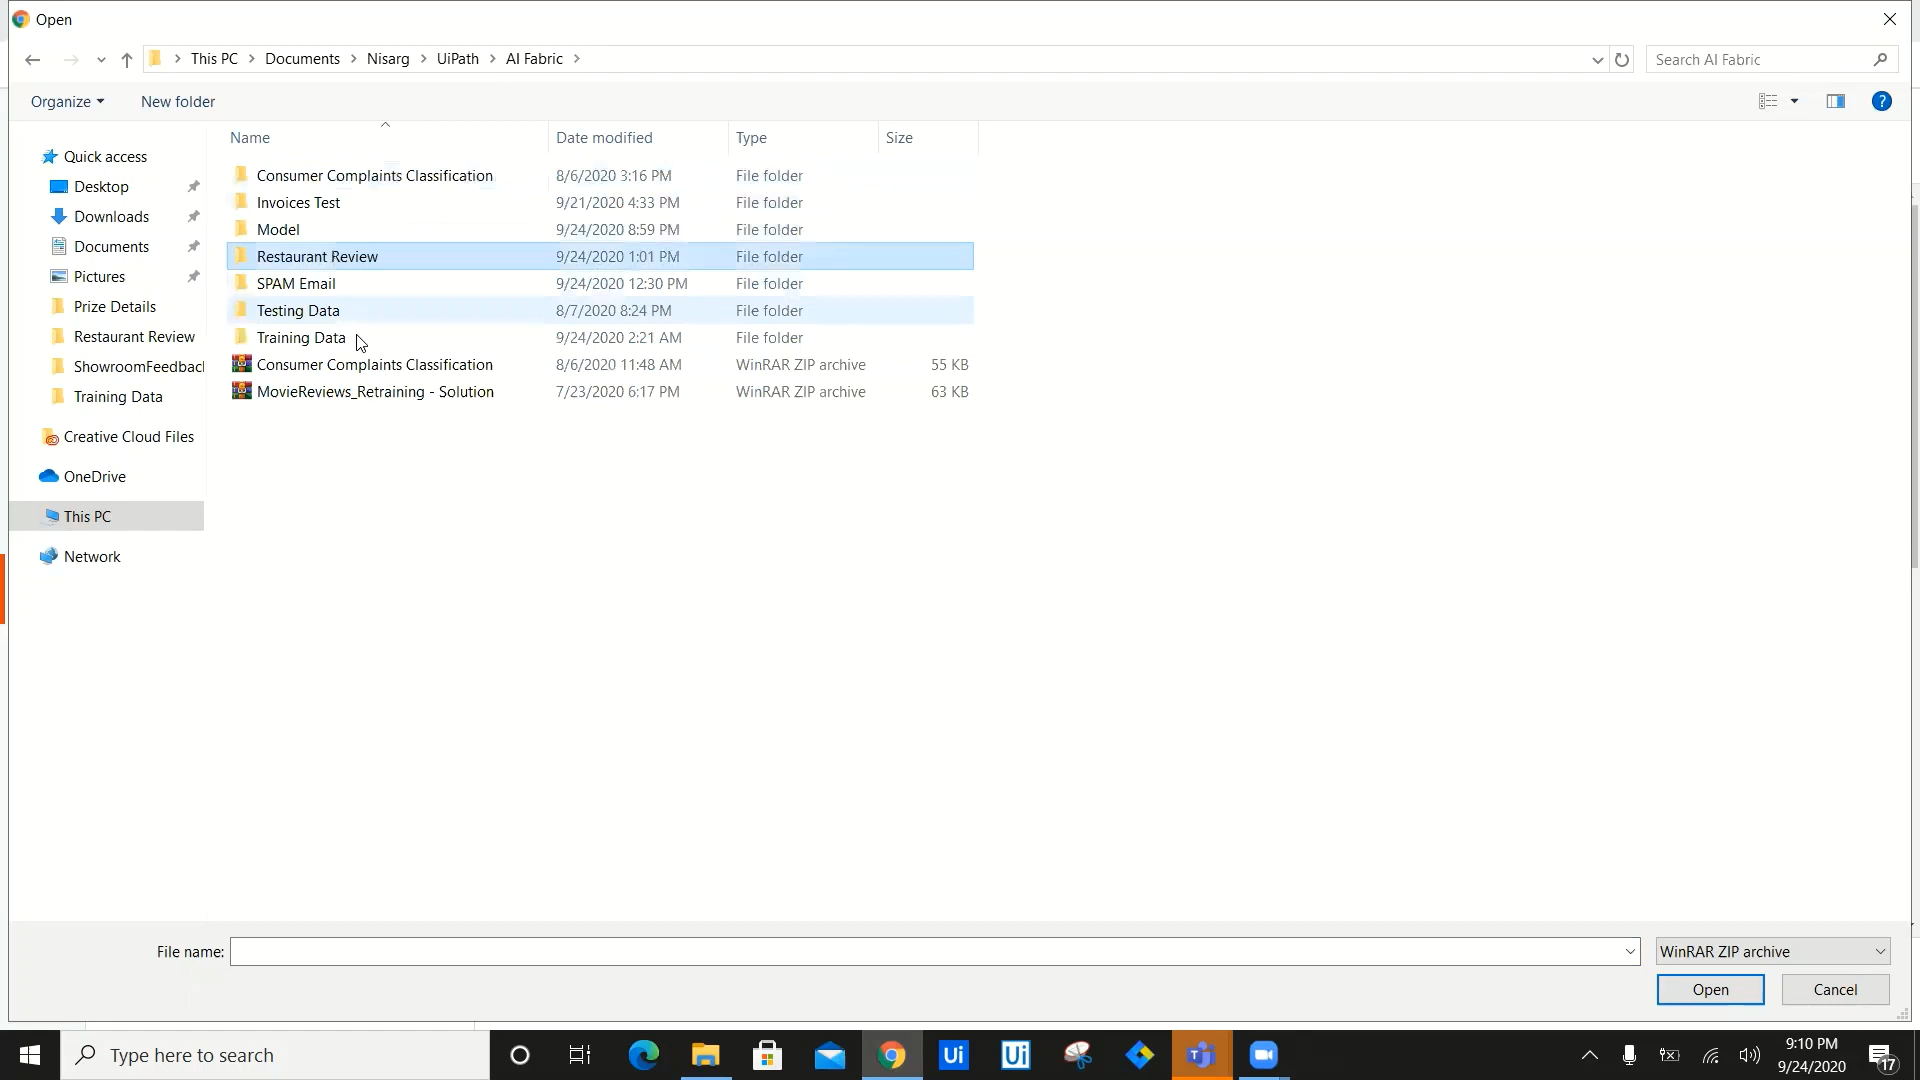 Open
This PC > Documents > Nisarg > UiPath > AI Fabric >
Search AI Fabric
Organize
New folder
?
Name Date modified Type Size
Quick access
Desktop
Downloads
Documents
Pictures
Prize Details
Restaurant Review
ShowroomFeedbac
Training Data
Creative Cloud Files
OneDrive
This PC
Network
Consumer Complaints Classification 8/6/2020 3:16 PM File folder
Invoices Test 9/21/2020 4:33 PM File folder
Model 9/24/2020 8:59 PM File folder
Restaurant Review 9/24/2020 1:01 PM File folder
SPAM Email 9/24/2020 12:30 PM File folder
Testing Data 8/7/2020 8:24 PM File folder
Training Data 9/24/2020 2:21 AM File folder
Consumer Complaints Classification 8/6/2020 11:48 AM WinRAR ZIP archive 55 KB
MovieReviews_Retraining - Solution 7/23/2020 6:17 PM WinRAR ZIP archive 63 KB
File name:
WinRAR ZIP archive
Open
Cancel
Type here to search
Ui
Ui
9:10 PM
9/24/2020
17